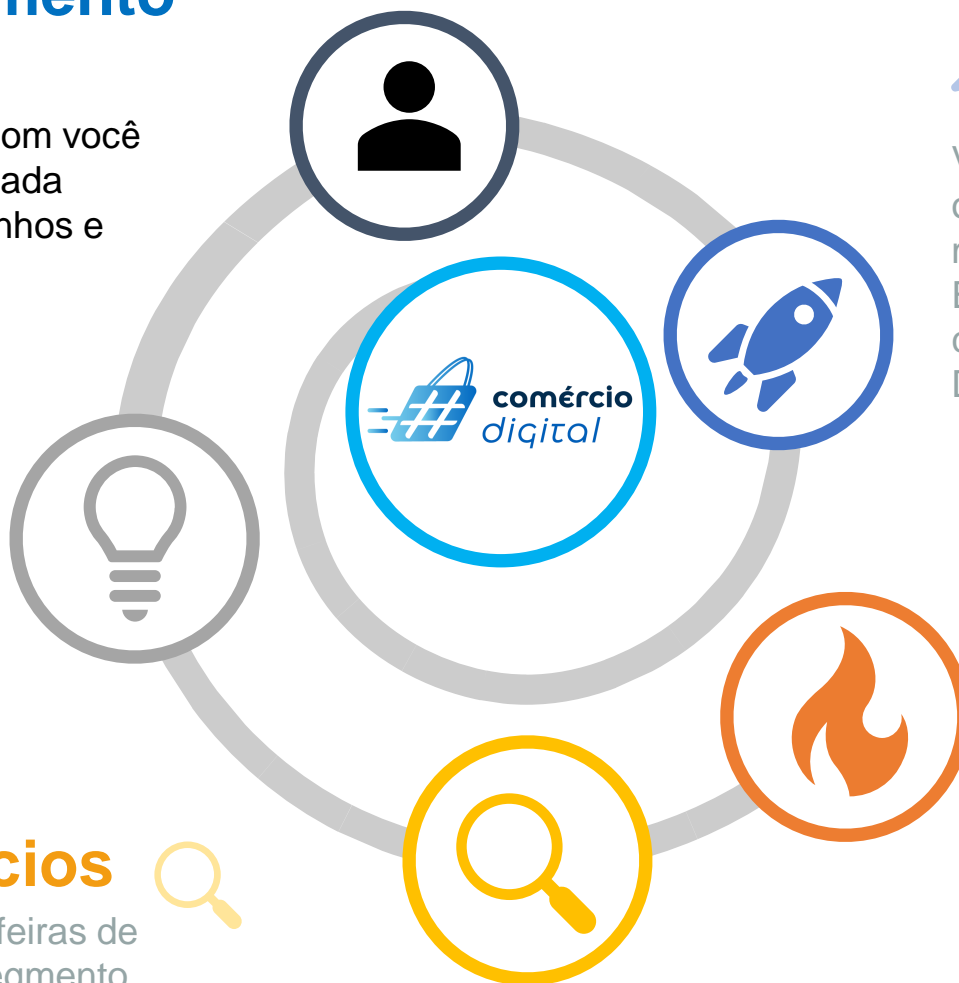 mento
om você
ada
nhos e
comércio
digital
cios
feiras de
egmento